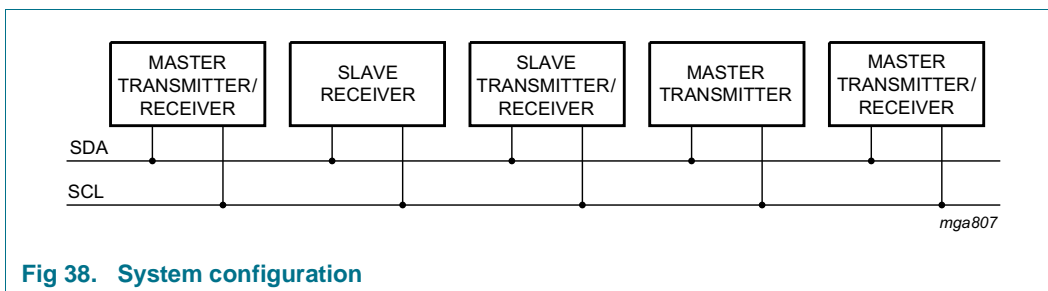 MASTER
TRANSMITTER/
RECEIVER
SLAVE
RECEIVER
SLAVE
TRANSMITTER/
RECEIVER
MASTER
TRANSMITTER
MASTER
TRANSMITTER/
RECEIVER
SDA
SCL
mga807
Fig 38. System configuration